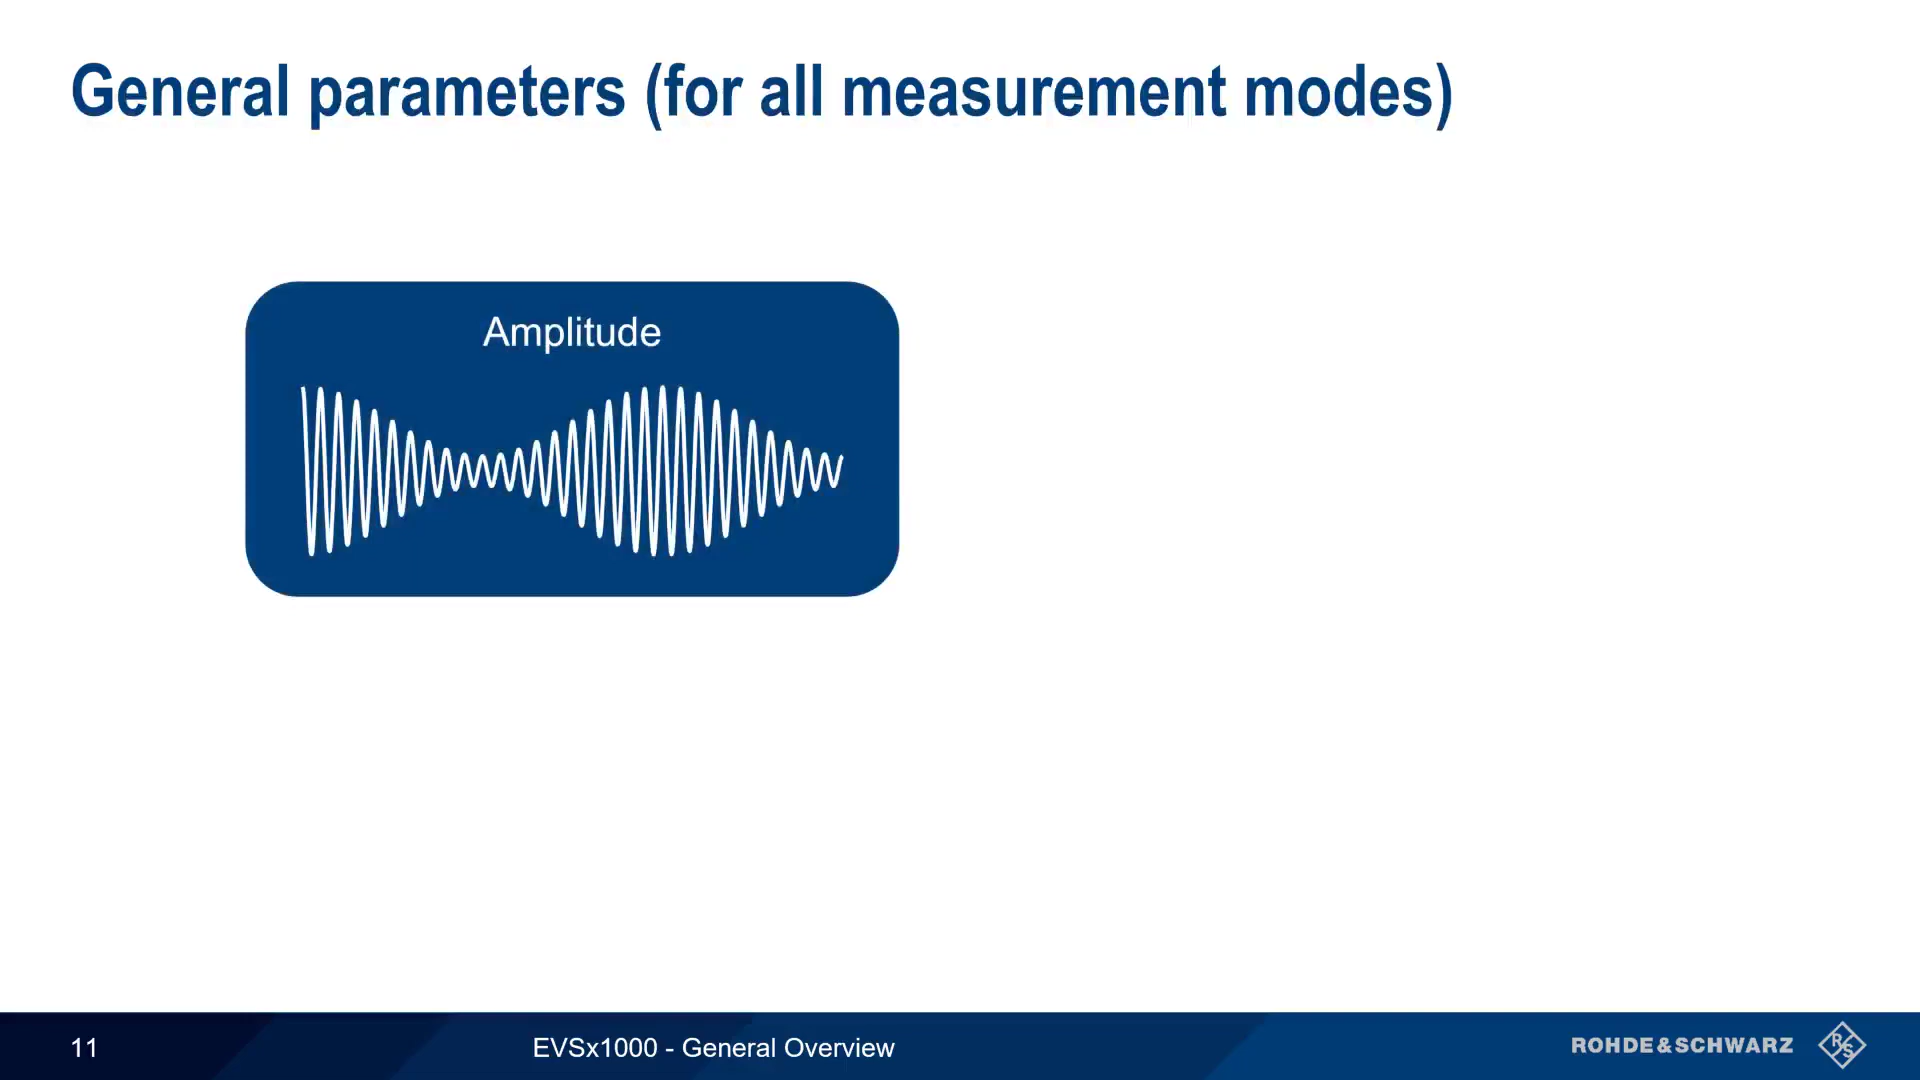 General parameters (for all measurement modes)
Amplitude
11
EVSx1000 - General Overview
ROHDE&SCHWARZ
R&S